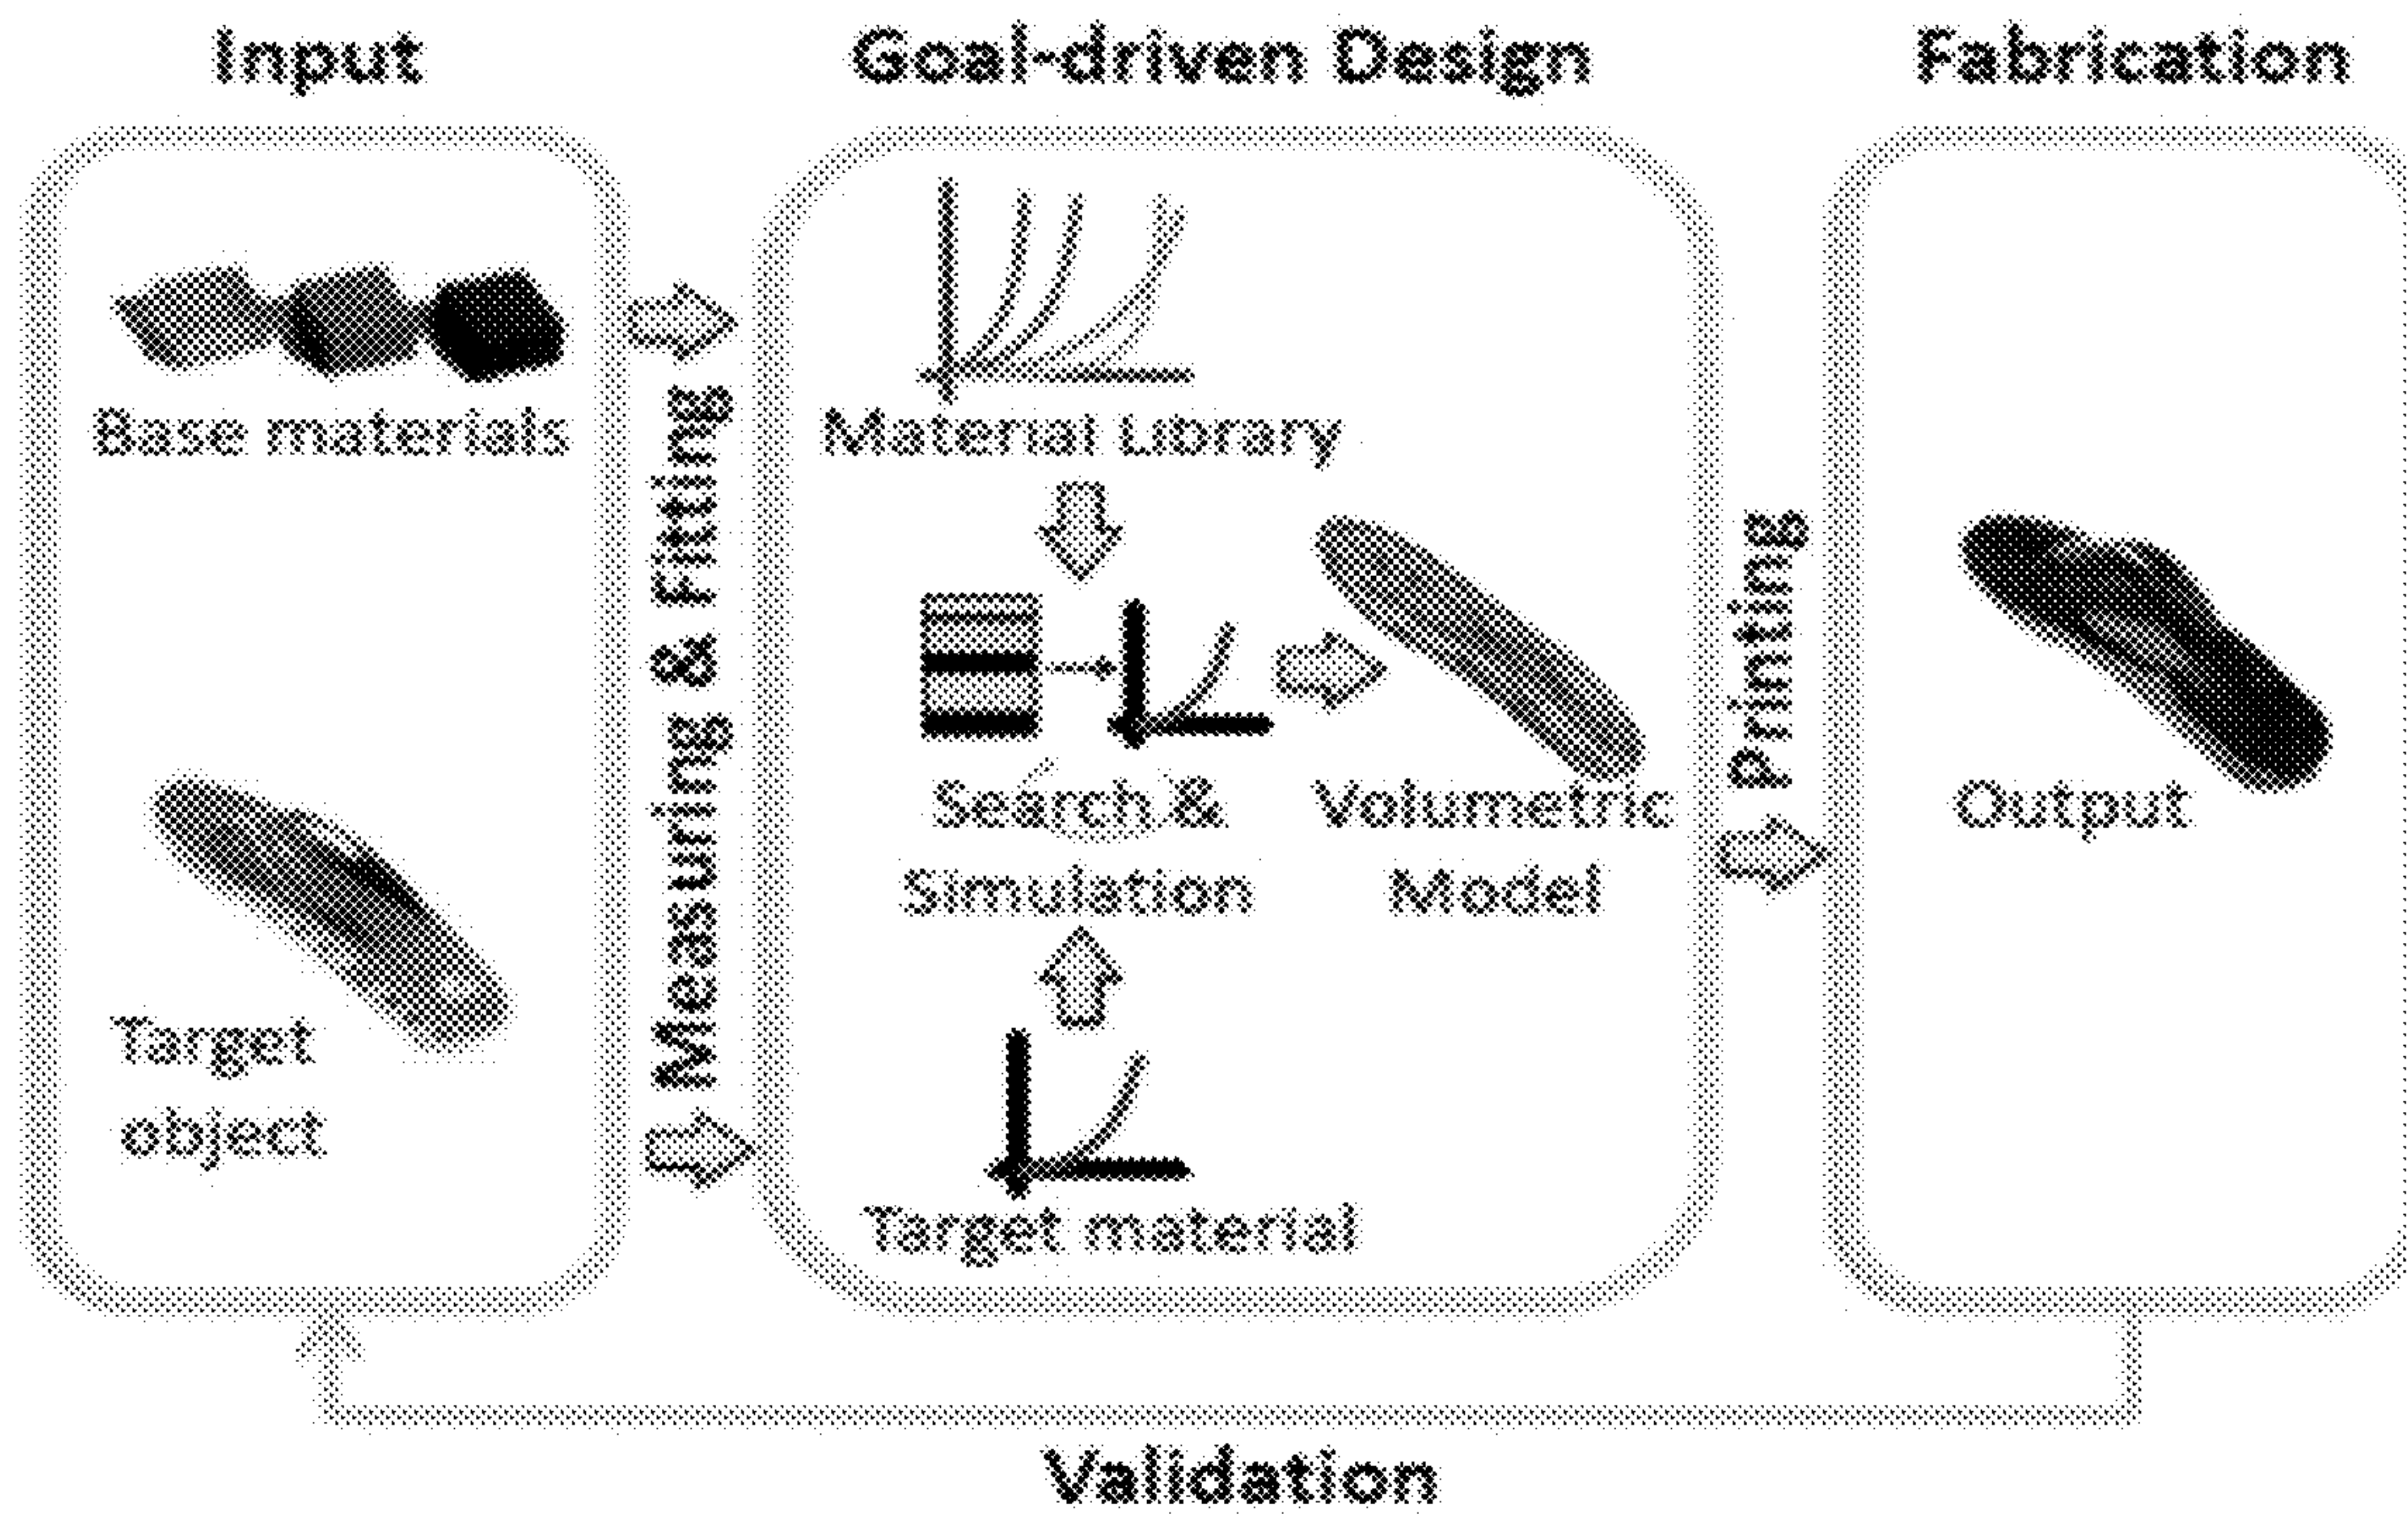 Input
Goal-driven Design
Fabrication
Base materials
Target
object
Measuring & Fitting
Material Library
Search &
Simulation
Volumetric
Model
Target material
Printing
Output
Validation